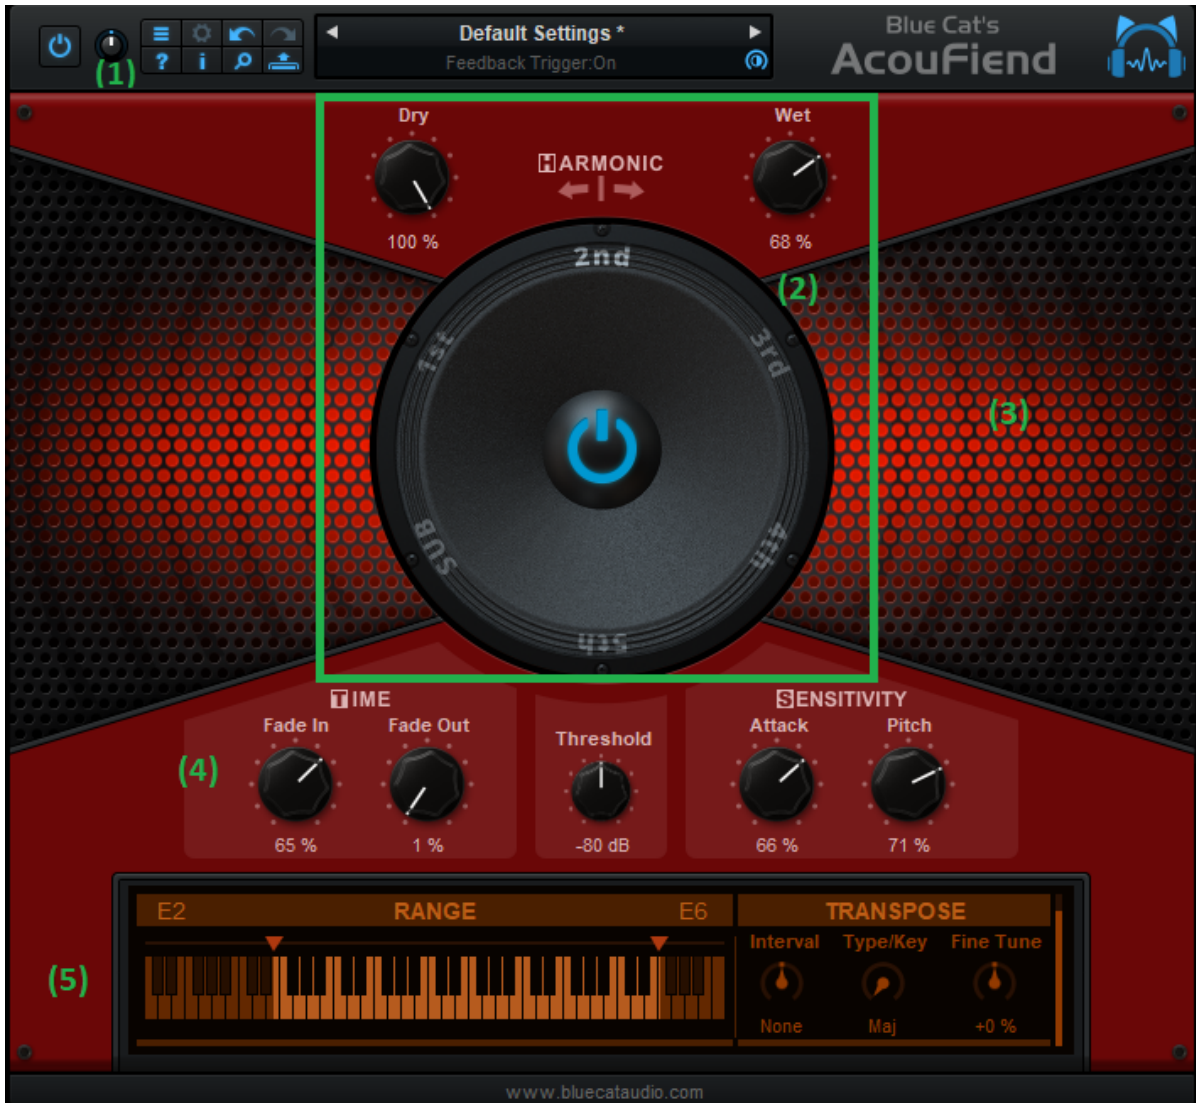 Blue Cat's
AcouFiend
Default Settings *
Feedback Trigger:On
? i
(1)
Dry
Wet
HARMONIC
100 %
68 %
2nd
(2)
1st
3rd
(3)
SUB
4th
5th
TIME
SENSITIVITY
Fade In Fade Out
Threshold
Attack Pitch
(4)
65 % 1 %
-80 dB
66 % 71 %
E2 RANGE E6
TRANSPOSE
Interval Type/Key Fine Tune
(5)
None Maj +0 %
www.bluecataudio.com